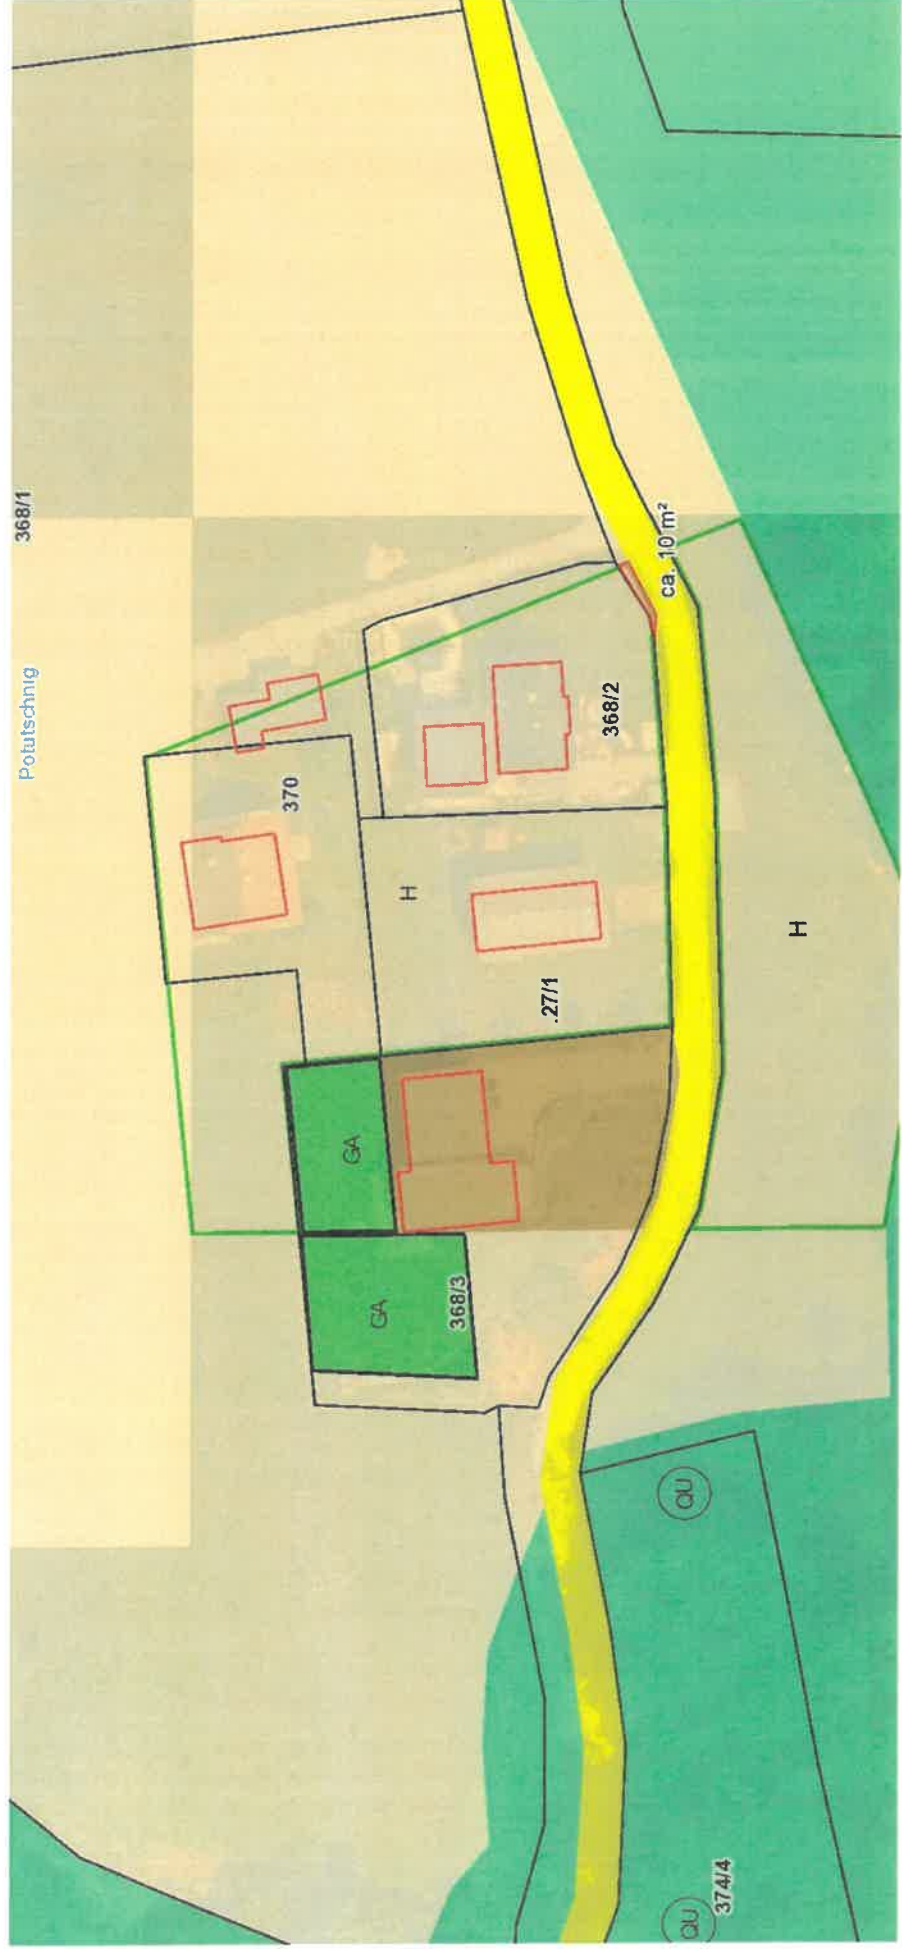 368/1
Potutschnig
370
368/2
ca. 10 m²
H
.27/1
H
GA
GA
368/3
QU
QU
374/4